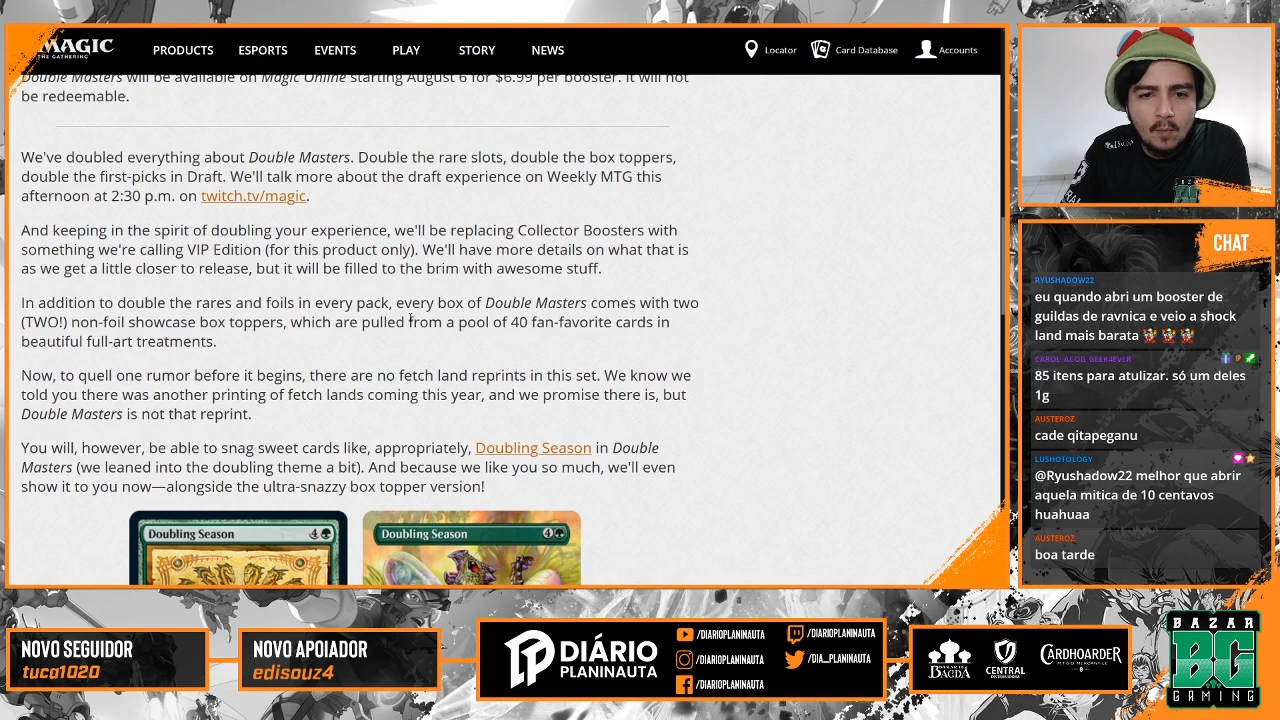 MAGIC
THE GATHERING
PRODUCTS
ESPORTS
EVENTS
PLAY
STORY
NEWS
Locator
Card Database
Accounts
Double Masters will be available on Magic Online starting August 6 for $6.99 per booster. It will not
be redeemable.
We've doubled everything about Double Masters. Double the rare slots, double the box toppers,
double the first-picks in Draft. We'll talk more about the draft experience on Weekly MTG this
afternoon at 2:30 p.m. on twitch.tv/magic.
And keeping in the spirit of doubling your experience, we'll be replacing Collector Boosters with
something we're calling VIP Edition (for this product only). We'll have more details on what that is
as we get a little closer to release, but it will be filled to the brim with awesome stuff.
In addition to double the rares and foils in every pack, every box of Double Masters comes with two
(TWO!) non-foil showcase box toppers, which are pulled from a pool of 40 fan-favorite cards in
beautiful full-art treatments.
Now, to quell one rumor before it begins, there are no fetch land reprints in this set. We know we
told you there was another printing of fetch lands coming this year, and we promise there is, but
Double Masters is not that reprint.
You will, however, be able to snag sweet cards like, appropriately, Doubling Season in Double
Masters (we leaned into the doubling theme a bit). And because we like you so much, we'll even
show it to you now—alongside the ultra-snazzy box topper version!
Doubling Season 4
Doubling Season 4
CHAT
RYUSHADOW22
eu quando abri um booster de
guildas de ravnica e veio a shock
land mais barata
CAROL_ACOG_GEEK4EVER
85 itens para atulizar. só um deles
1g
AUSTEROZ
cade qitapeganu
LUSHOTOLOGY
@Ryushadow22 melhor que abrir
aquela mitica de 10 centavos
huahuaa
AUSTEROZ
boa tarde
NOVO SEGUIDOR
tuca1020
NOVO APOIADOR
edisouz4
DIÁRIO
PLANINAUTA
/DIARIOPLANINAUTA
/DIARIOPLANINAUTA
/DIARIOPLANINAUTA
/DIARIOPLANINAUTA
/DIA_PLANINAUTA
BAZAR DE
BAGDÁ
CENTRAL
DISTRIBUIDORA
CARDHOARDER
BAZAR
BG
GAMING